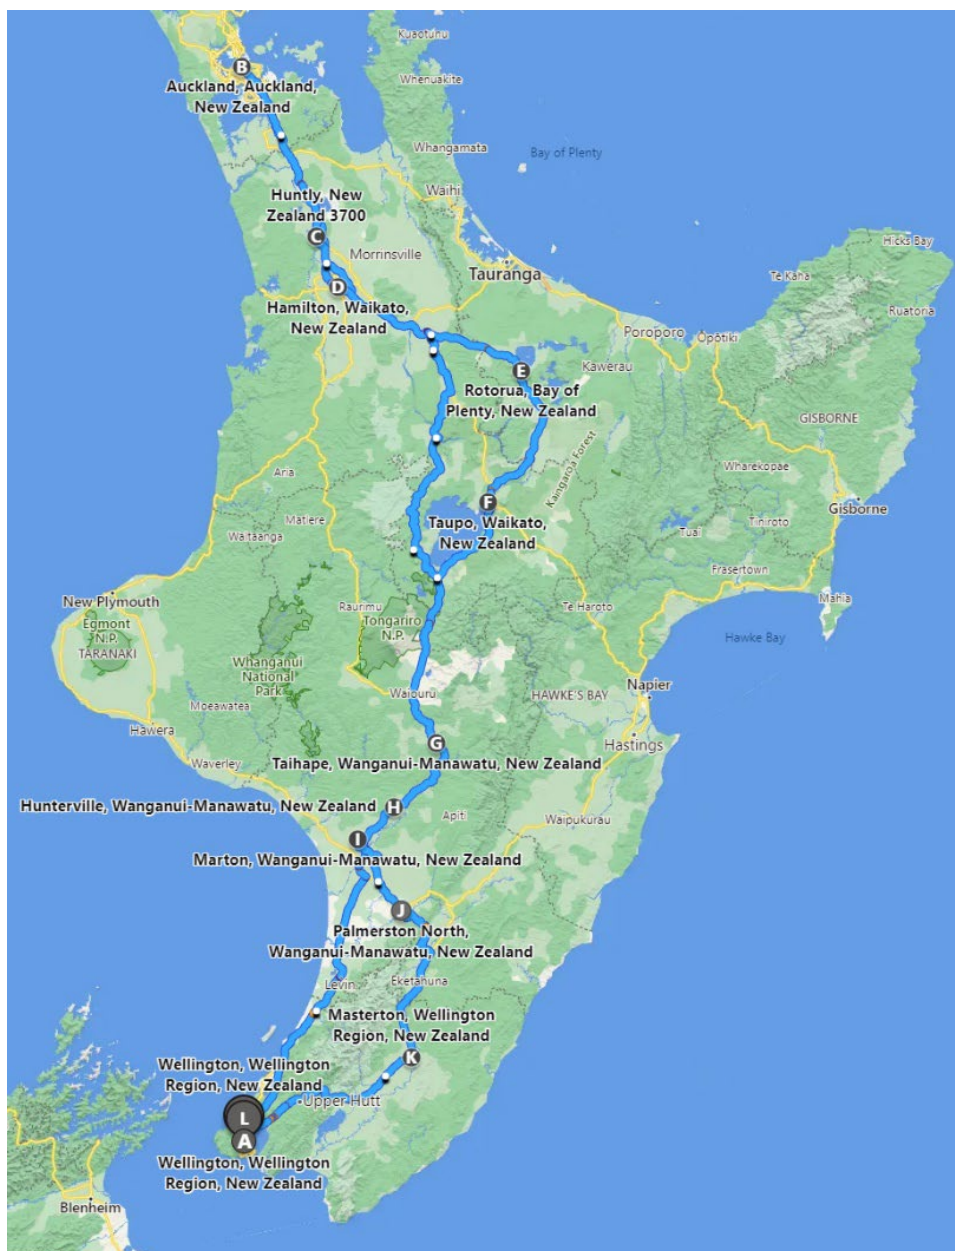 Kuaotunu
B
Whenuakite
Auckland, Auckland,
New Zealand
Whangamata
Bay of Plenty
Huntly, New
Zealand 3700
Waihi
C
Morrinsville
Hicks Bay
Tauranga
Te Kaha
D
Hamilton, Waikato,
New Zealand
Ruatoria
Poroporo
Opōtiki
E
Kawerau
Rotorua, Bay of
Plenty, New Zealand
GISBORNE
Kaingaroa Forest
Aria
Wharekopae
F
Gisborne
Taupo, Waikato,
New Zealand
Matiere
Waitaanga
Tiniroto
Tuai
Frasertown
New Plymouth
Egmont
N.P.
TARANAKI
Raurimu
Tongariro
N.P.
Te Haroto
Mahia
Hawke Bay
Whanganui
National
Park
Waiouru
HAWKE'S BAY
Napier
Moeawatea
Hawera
G
Hastings
Waverley
Taihape, Wanganui-Manawatu, New Zealand
Hunterville, Wanganui-Manawatu, New Zealand
H
Apiti
Waipukurau
I
Marton, Wanganui-Manawatu, New Zealand
J
Palmerston North,
Wanganui-Manawatu, New Zealand
Levin
Eketahuna
Masterton, Wellington
Region, New Zealand
K
Wellington, Wellington
Region, New Zealand
Upper Hutt
L
A
Wellington, Wellington
Region, New Zealand
Blenheim